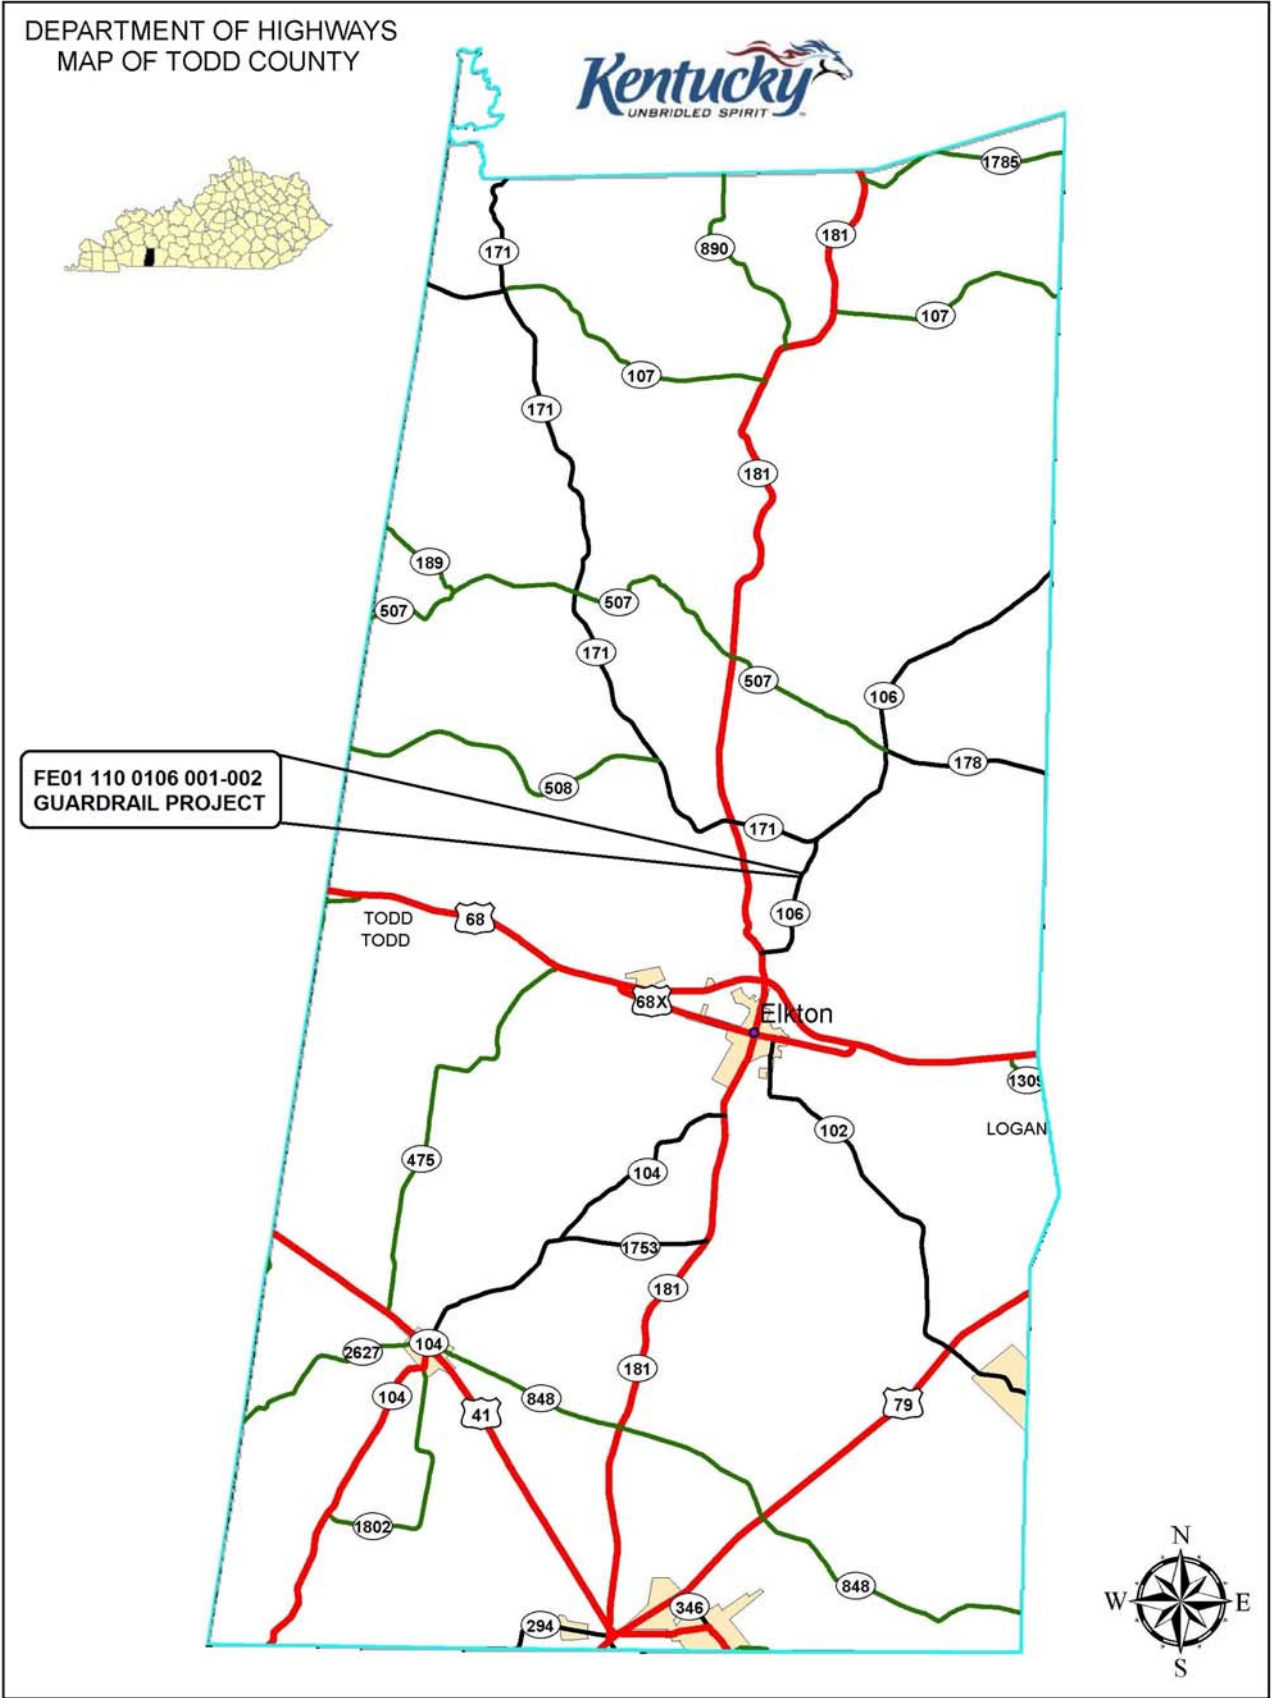 DEPARTMENT OF HIGHWAYS
MAP OF TODD COUNTY
Kentucky
UNBRIDLED SPIRIT
1785
181
171
890
107
107
171
181
189
507
507
171
507
106
178
FE01 110 0106 001-002
GUARDRAIL PROJECT
508
171
106
TODD
TODD
68
68X
Elkton
1309
LOGAN
102
475
104
1753
181
104
2627
181
104
848
41
79
1802
848
346
294
N
W
E
S